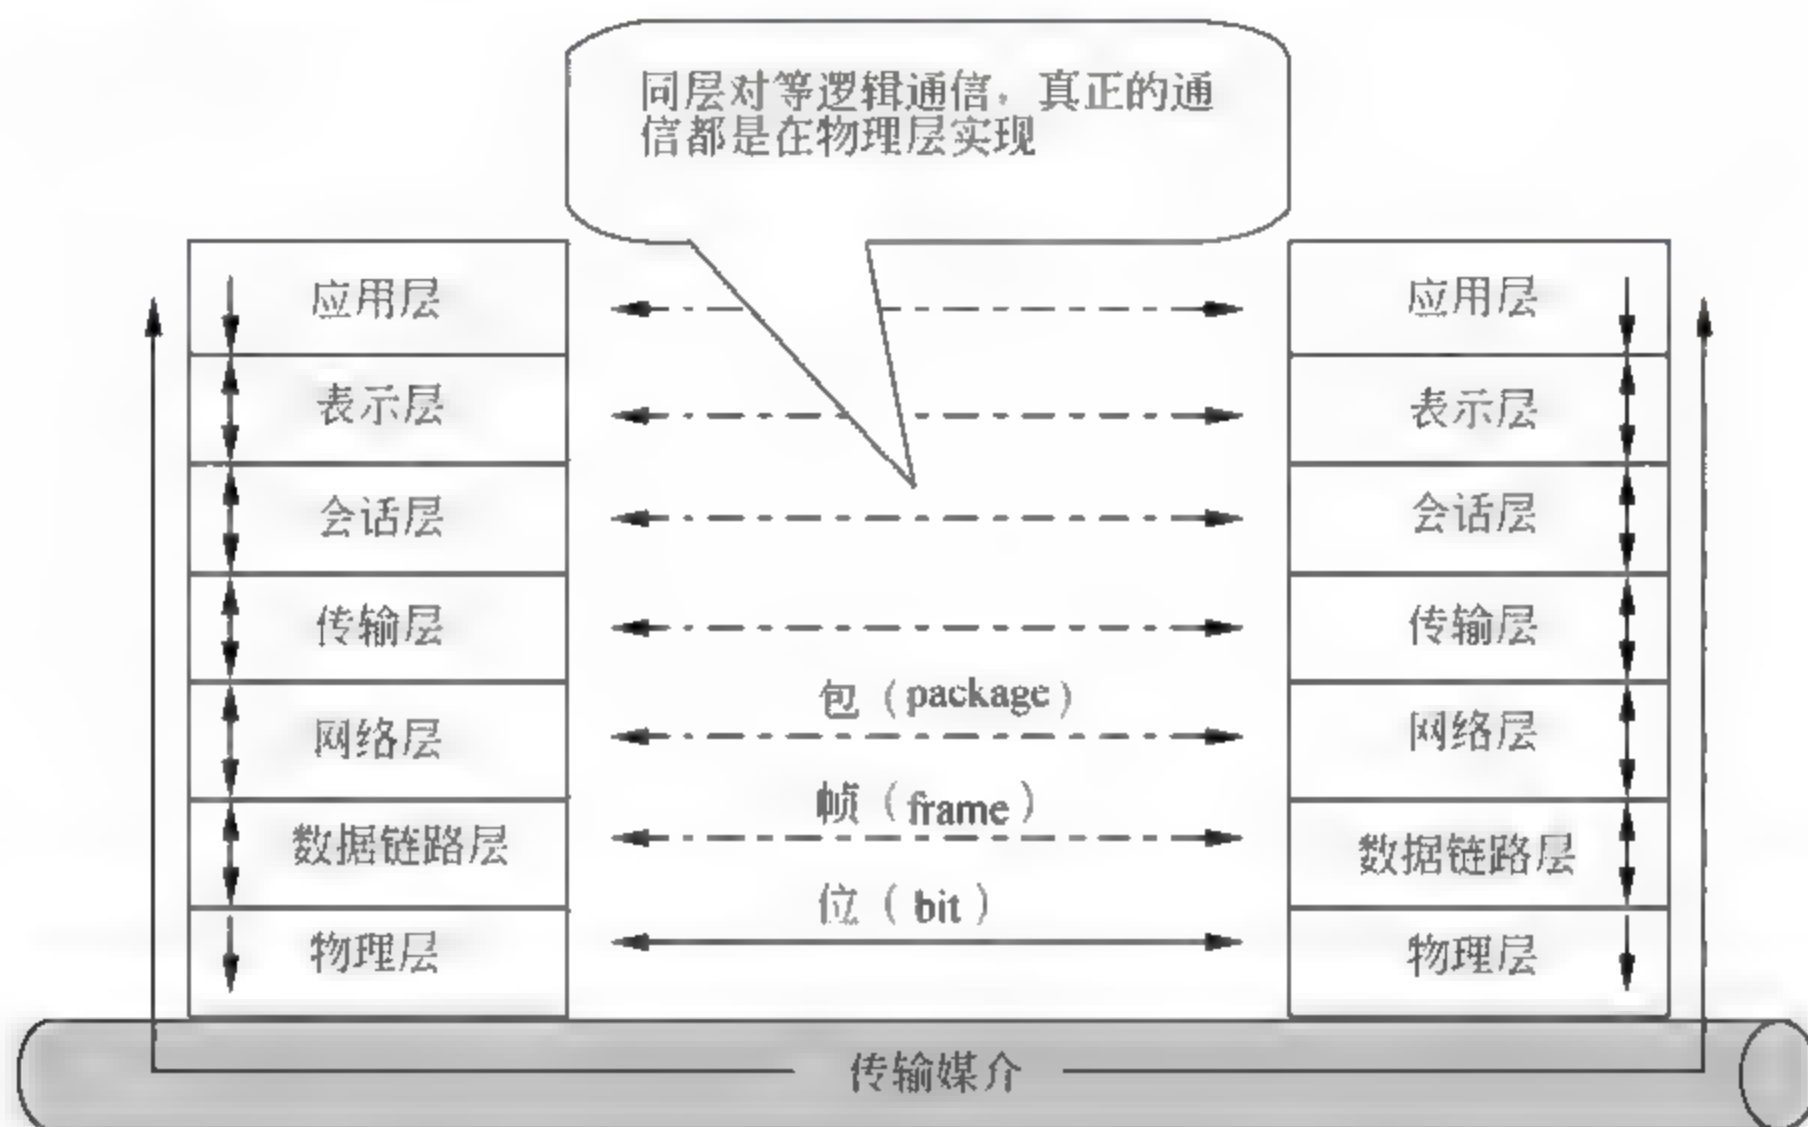 同层对等逻辑通信，真正的通
信都是在物理层实现
应用层
应用层
表示层
表示层
会话层
会话层
传输层
传输层
包（package）
网络层
网络层
帧（frame）
数据链路层
数据链路层
位（bit）
物理层
物理层
传输媒介